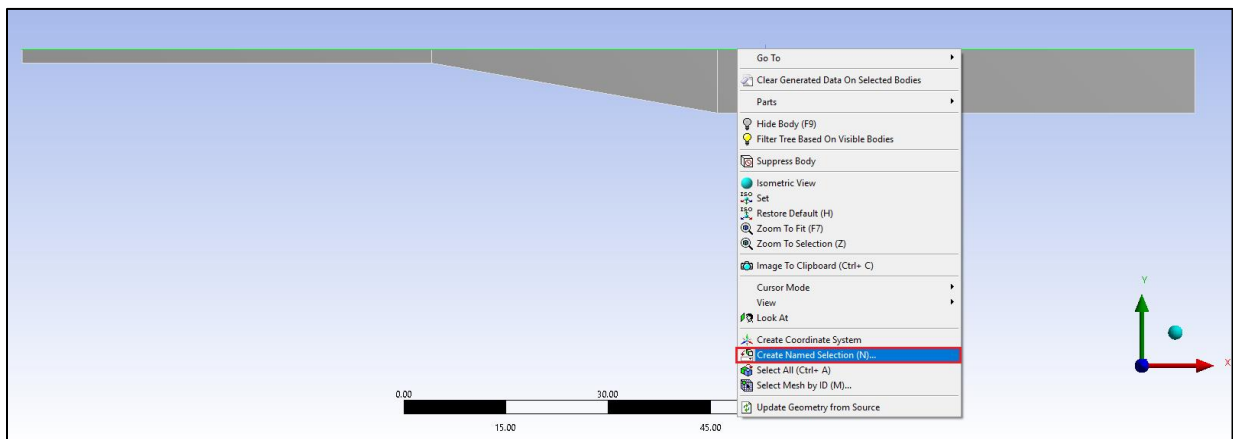 Go To
Clear Generated Data On Selected Bodies
Parts
Hide Body (F9)
Filter Tree Based On Visible Bodies
Suppress Body
Isometric View
ISO Set
ISO Restore Default (H)
Zoom To Fit (F7)
Zoom To Selection (Z)
Image To Clipboard (Ctrl+ C)
Cursor Mode
View
Look At
Create Coordinate System
Create Named Selection (N)...
Select All (Ctrl+ A)
Select Mesh by ID (M)...
Update Geometry from Source
Y
X
0.00 30.00
15.00 45.00